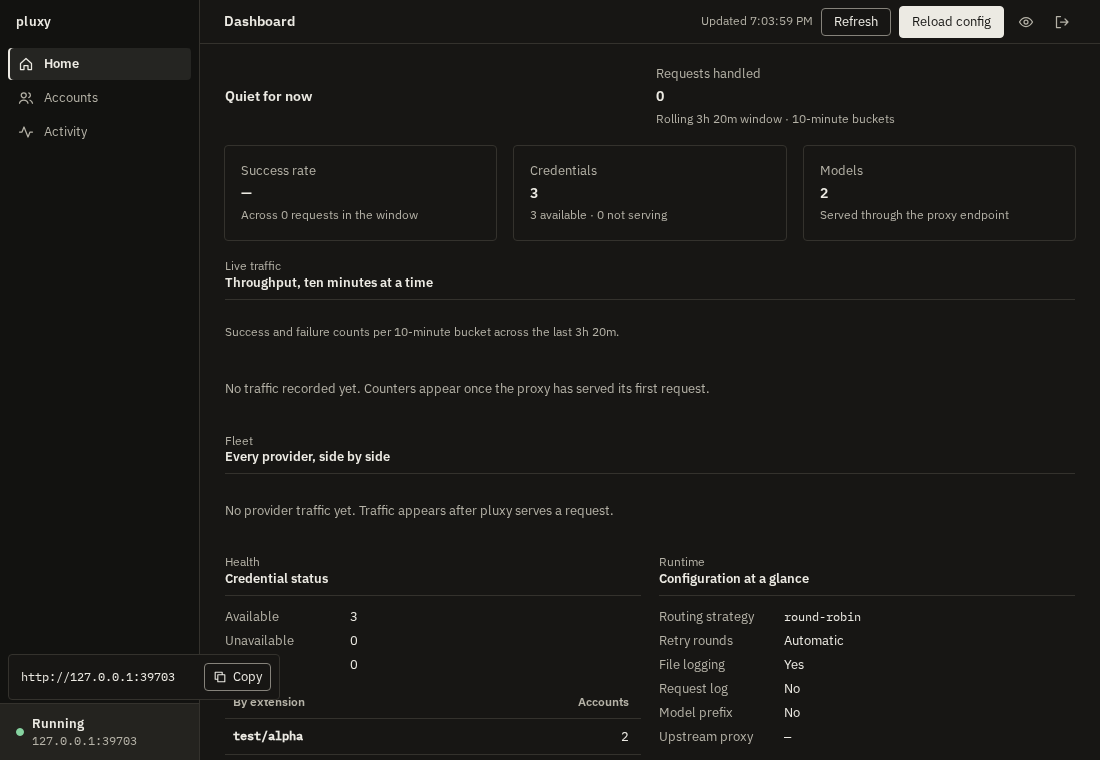 pluxy
Home
Accounts
Activity
Dashboard
Updated 7:03:59 PM
Refresh
Reload config
Quiet for now
Requests handled
0
Rolling 3h 20m window · 10-minute buckets
Success rate
—
Across 0 requests in the window
Credentials
3
3 available · 0 not serving
Models
2
Served through the proxy endpoint
Live traffic
Throughput, ten minutes at a time
Success and failure counts per 10-minute bucket across the last 3h 20m.
No traffic recorded yet. Counters appear once the proxy has served its first request.
Fleet
Every provider, side by side
No provider traffic yet. Traffic appears after pluxy serves a request.
Health
Credential status
Available 3
Unavailable 0
0
By extension Accounts
test/alpha 2
Runtime
Configuration at a glance
Routing strategy round-robin
Retry rounds Automatic
File logging Yes
Request log No
Model prefix No
Upstream proxy —
http://127.0.0.1:39703 Copy
Running
127.0.0.1:39703